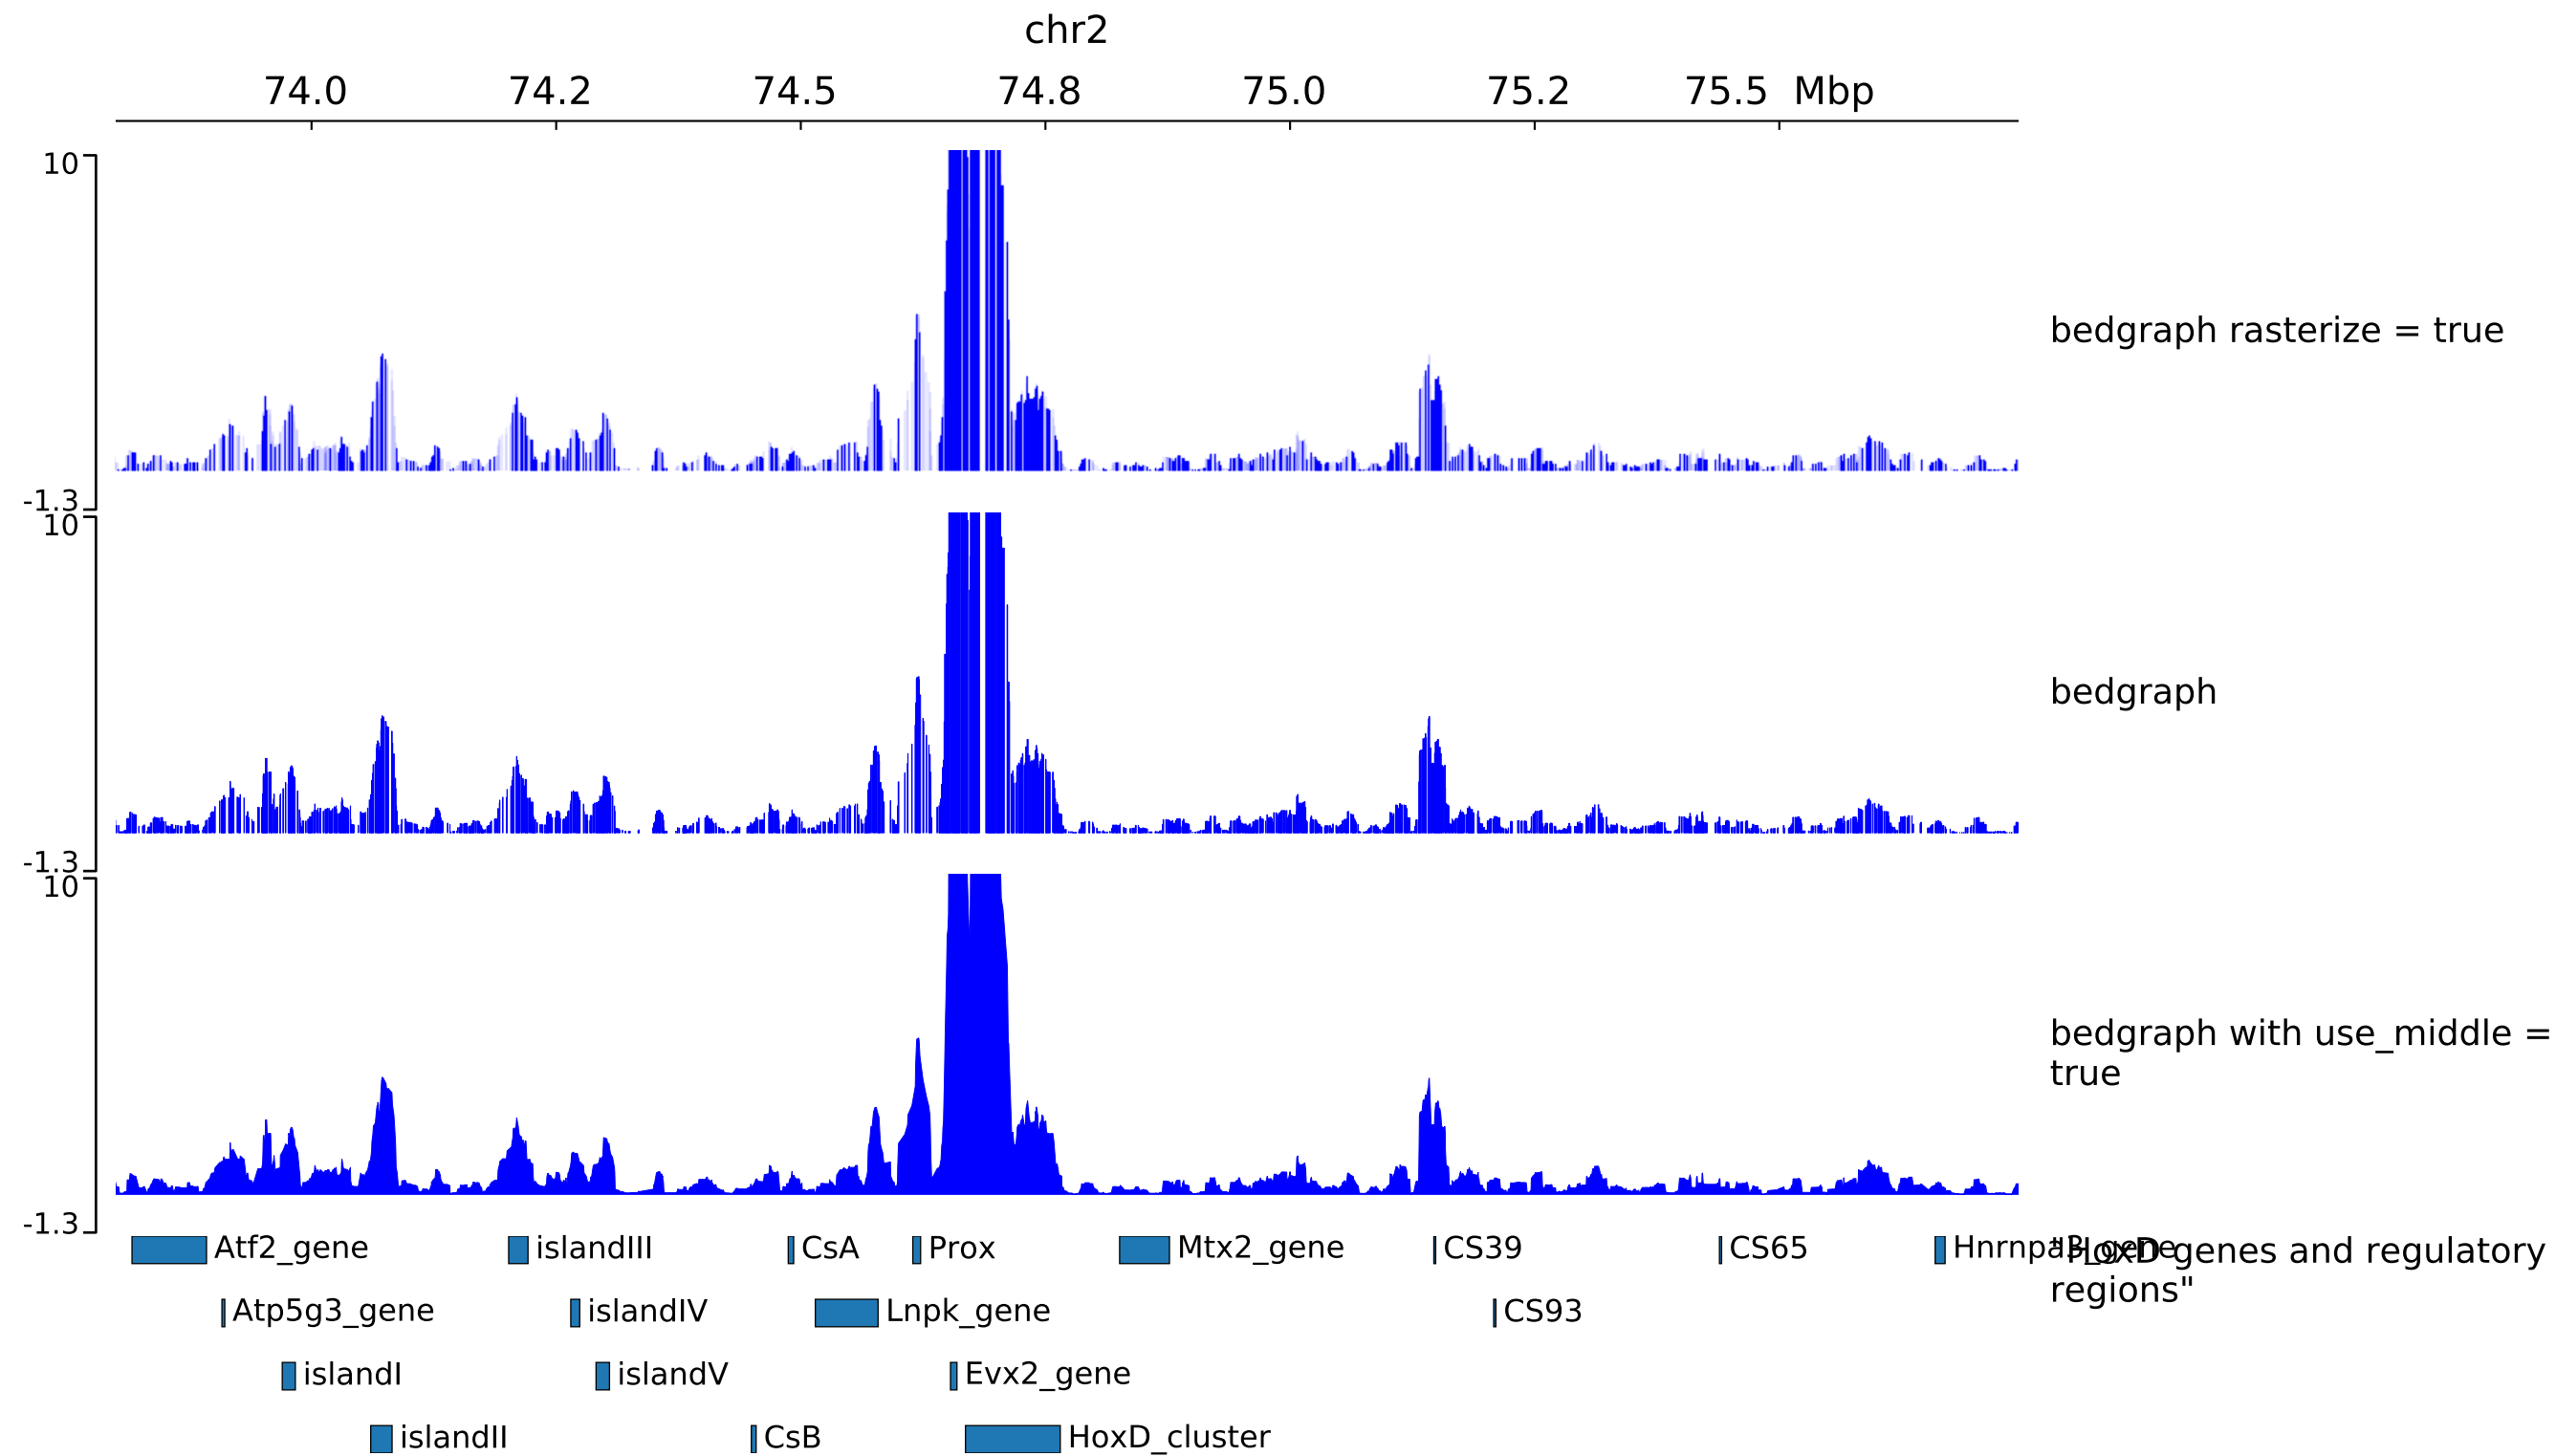 chr2
74.0 74.2 74.5 74.8 75.0 75.2 75.5 Mbp
10
bedgraph rasterize = true
-1.3
10
bedgraph
-1.3
10
bedgraph with use_middle =
true
-1.3
Atf2_gene islandIII CsA Prox Mtx2_gene CS39 CS65 Hnrnpa3_gene
"HoxD genes and regulatory
regions"
Atp5g3_gene islandIV Lnpk_gene CS93
islandI islandV Evx2_gene
islandII CsB HoxD_cluster